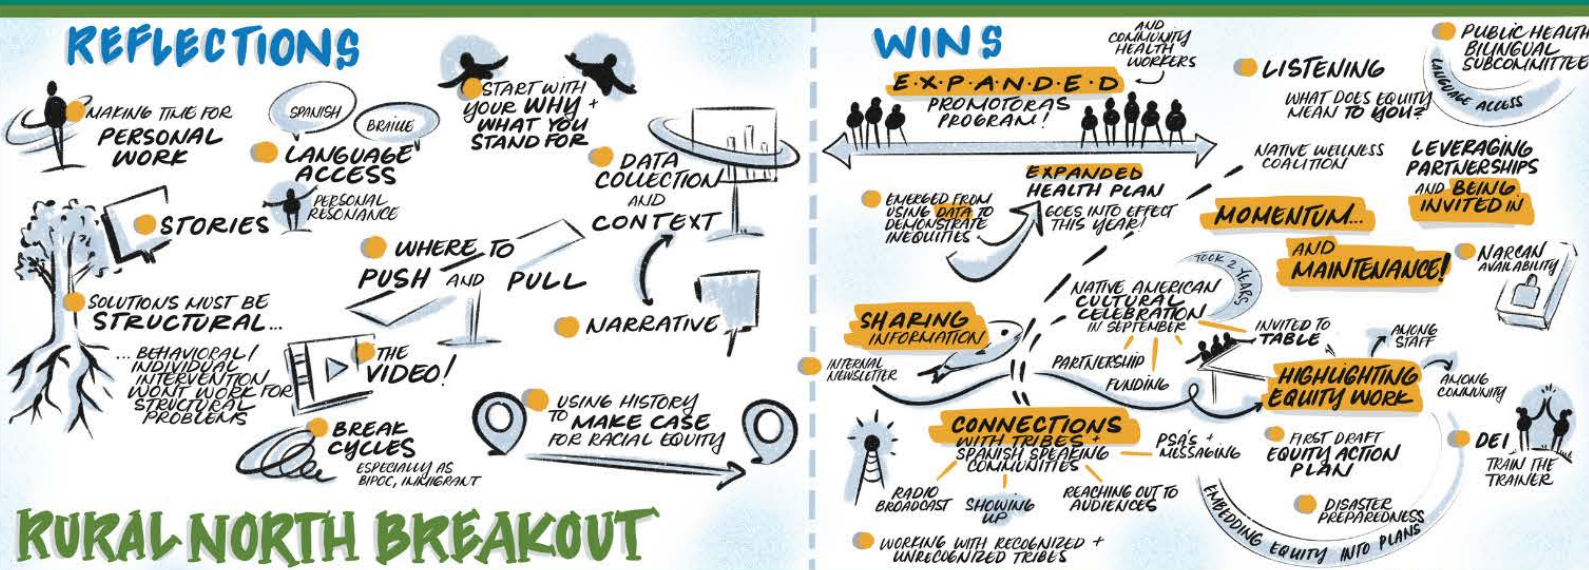 REFLECTIONS
MAKING TIME FOR
PERSONAL
WORK
SPANISH
BRAILLE
LANGUAGE
ACCESS
PERSONAL
RESONANCE
START WITH
YOUR WHY +
WHAT YOU
STAND FOR
DATA
COLLECTION
AND
CONTEXT
NARRATIVE
STORIES
WHERE TO
PUSH AND PULL
SOLUTIONS MUST BE
STRUCTURAL...
... BEHAVIORAL/
INDIVIDUAL
INTERVENTION
WONT WORK FOR
STRUCTURAL
PROBLEMS
THE
VIDEO!
BREAK
CYCLES
ESPECIALLY AS
BIPOC, IMMIGRANT
USING HISTORY
TO MAKE CASE
FOR RACIAL EQUITY
RURAL NORTH BREAKOUT
WINS
AND
COMMUNITY
HEALTH
WORKERS
E·X·P·A·N·D·E·D
PROMOTORAS
PROGRAM!
LISTENING
WHAT DOES EQUITY
MEAN TO YOU?
PUBLIC HEALTH
BILINGUAL
SUBCOMMITTEE
LANGUAGE ACCESS
EXPANDED
HEALTH PLAN
GOES INTO EFFECT
THIS YEAR!
EMERGED FROM
USING DATA TO
DEMONSTRATE
INEQUITIES
NATIVE WELLNESS
COALITION
LEVERAGING
PARTNERSHIPS
AND BEING
INVITED IN
MOMENTUM...
AND
MAINTENANCE!
NARCAN
AVAILABILITY
TOOK 2 YEARS
NATIVE AMERICAN
CULTURAL
CELEBRATION
IN SEPTEMBER
PARTNERSHIP
FUNDING
INVITED TO
TABLE
SHARING
INFORMATION
INTERNAL
NEWSLETTER
HIGHLIGHTING
EQUITY WORK
AMONG
STAFF
AMONG
COMMUNITY
CONNECTIONS
WITH TRIBES +
SPANISH SPEAKING
COMMUNITIES
RADIO
BROADCAST
SHOWING
UP
REACHING OUT TO
AUDIENCES
PSA's +
MESSAGING
WORKING WITH RECOGNIZED +
UNRECOGNIZED TRIBES
FIRST DRAFT
EQUITY ACTION
PLAN
DISASTER
PREPAREDNESS
EMBEDDING EQUITY INTO PLANS
DEI
TRAIN THE
TRAINER